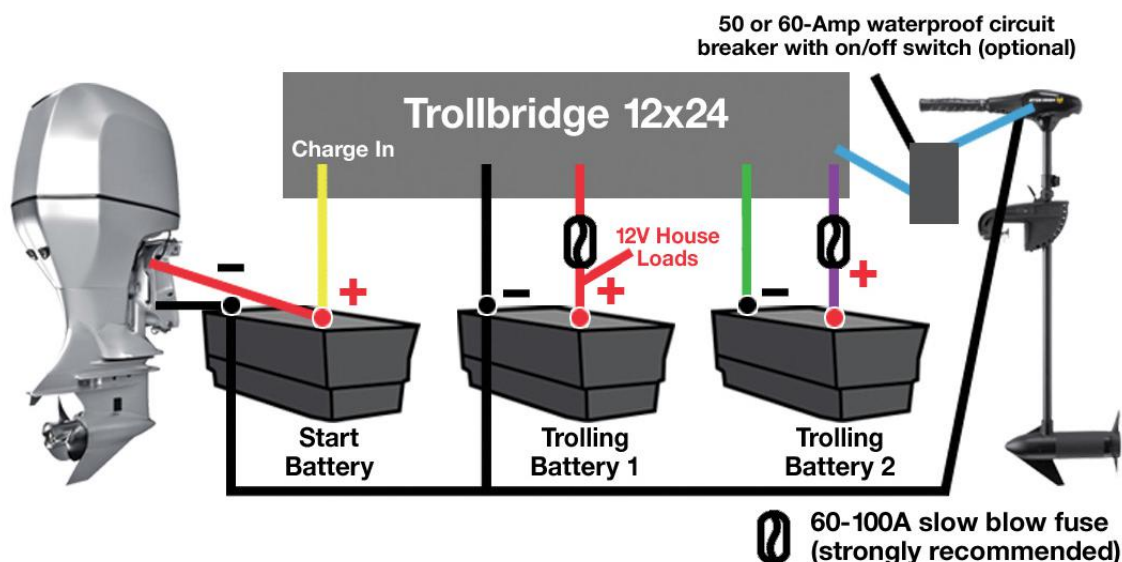 50 or 60-Amp waterproof circuit
breaker with on/off switch (optional)
Trollbridge 12x24
Charge In
12V House
Loads
−
+
−
+
−
+
Start
Battery
Trolling
Battery 1
Trolling
Battery 2
60-100A slow blow fuse
(strongly recommended)